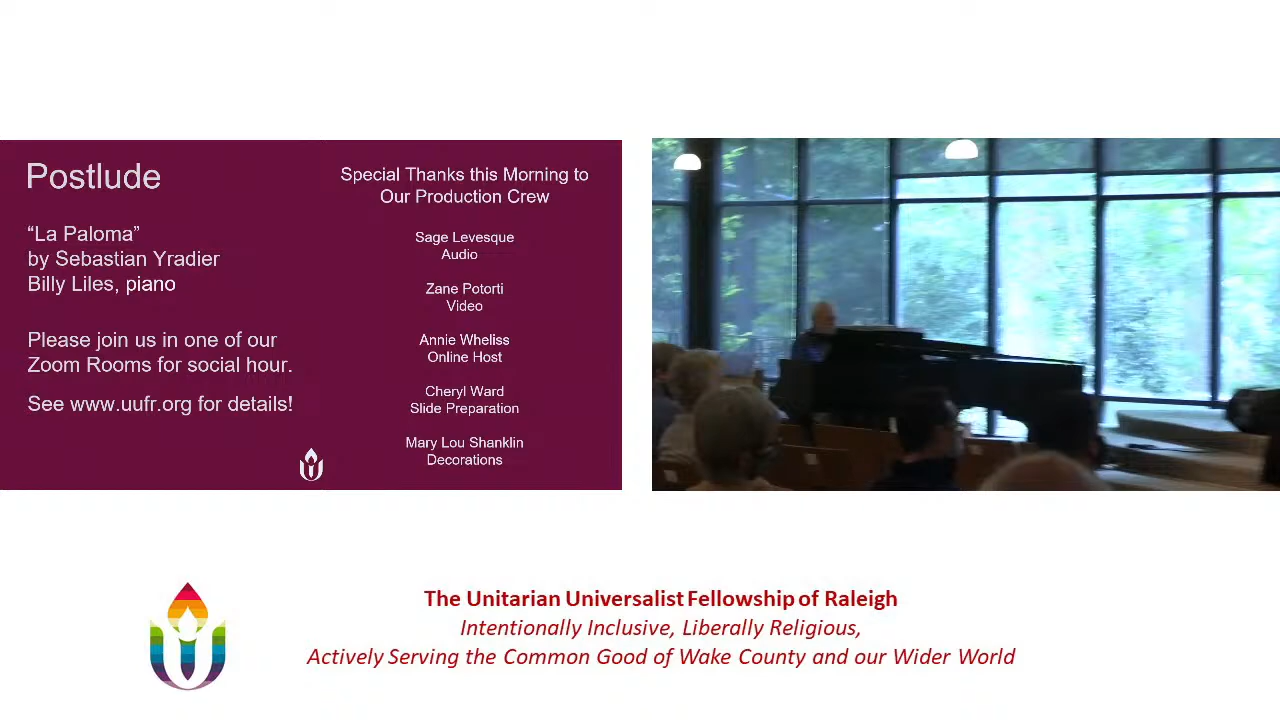 Postlude
“La Paloma”
by Sebastian Yradier
Billy Liles, piano
Please join us in one of our
Zoom Rooms for social hour.
See www.uufr.org for details!
Special Thanks this Morning to
Our Production Crew
Sage Levesque
Audio
Zane Potorti
Video
Annie Wheliss
Online Host
Cheryl Ward
Slide Preparation
Mary Lou Shanklin
Decorations
The Unitarian Universalist Fellowship of Raleigh
Intentionally Inclusive, Liberally Religious,
Actively Serving the Common Good of Wake County and our Wider World